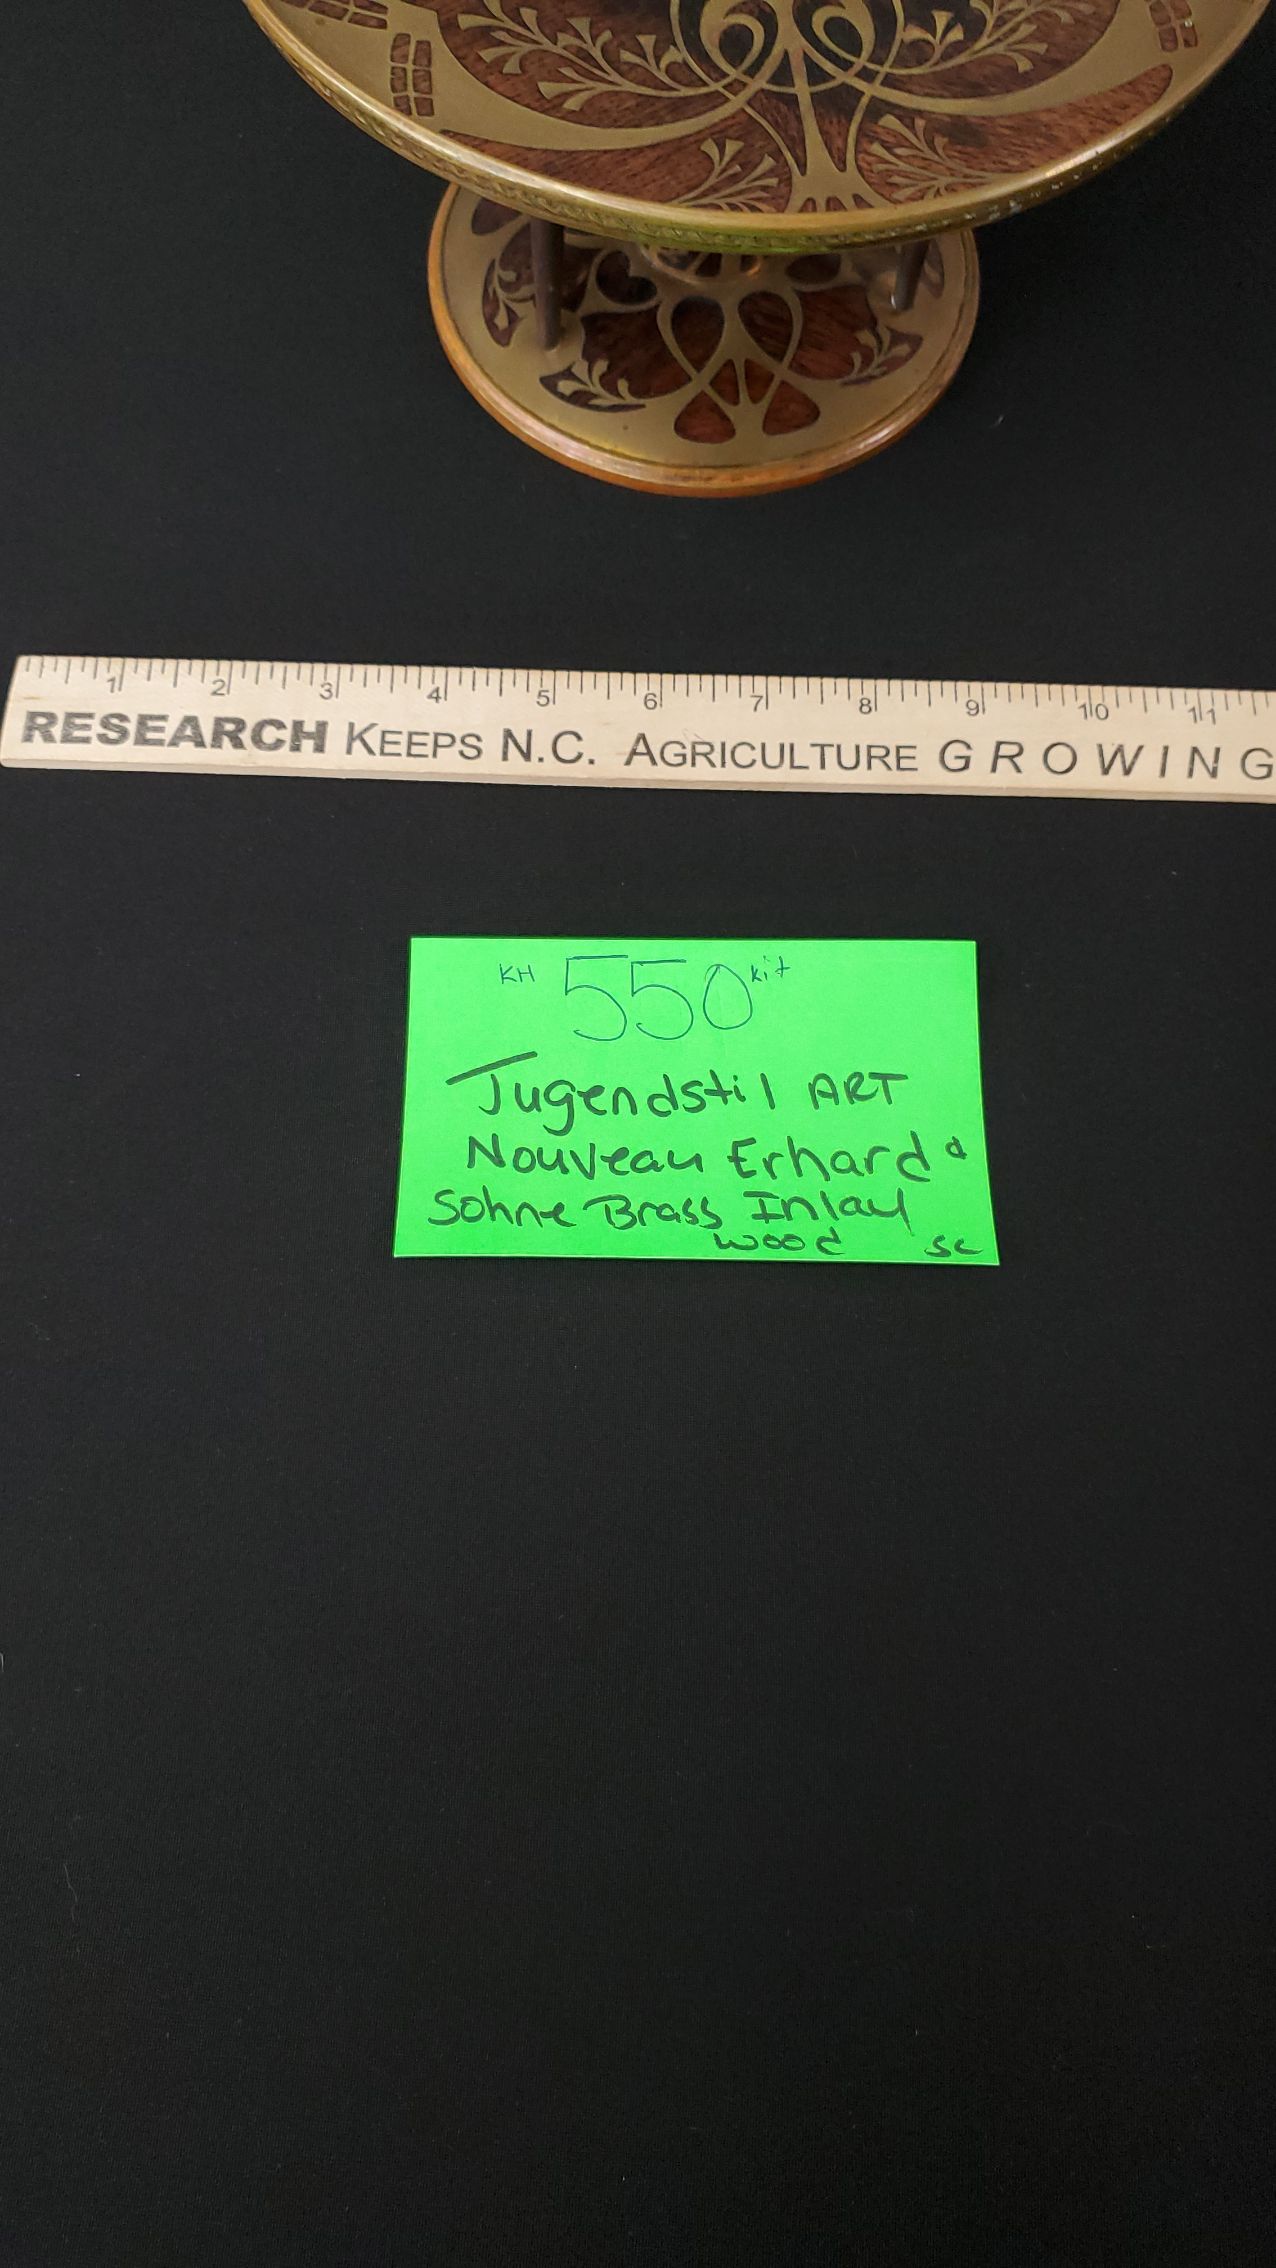 1 2 3 4 5 6 7 8 9 10 11
RESEARCH KEEPS N.C. AGRICULTURE GROWING
KH 550 kit
Jugendstil ART
Nouveau Erhard &
Sohne Brass Inlay
wood SC